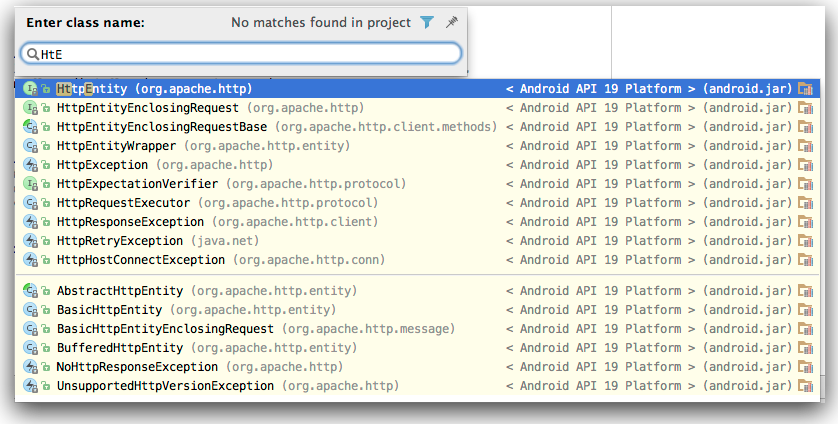 Enter class name: No matches found in project
HtE
HttpEntity (org.apache.http) < Android API 19 Platform > (android.jar)
HttpEntityEnclosingRequest (org.apache.http) < Android API 19 Platform > (android.jar)
HttpEntityEnclosingRequestBase (org.apache.http.client.methods) < Android API 19 Platform > (android.jar)
HttpEntityWrapper (org.apache.http.entity) < Android API 19 Platform > (android.jar)
HttpException (org.apache.http) < Android API 19 Platform > (android.jar)
HttpExpectationVerifier (org.apache.http.protocol) < Android API 19 Platform > (android.jar)
HttpRequestExecutor (org.apache.http.protocol) < Android API 19 Platform > (android.jar)
HttpResponseException (org.apache.http.client) < Android API 19 Platform > (android.jar)
HttpRetryException (java.net) < Android API 19 Platform > (android.jar)
HttpHostConnectException (org.apache.http.conn) < Android API 19 Platform > (android.jar)
AbstractHttpEntity (org.apache.http.entity) < Android API 19 Platform > (android.jar)
BasicHttpEntity (org.apache.http.entity) < Android API 19 Platform > (android.jar)
BasicHttpEntityEnclosingRequest (org.apache.http.message) < Android API 19 Platform > (android.jar)
BufferedHttpEntity (org.apache.http.entity) < Android API 19 Platform > (android.jar)
NoHttpResponseException (org.apache.http) < Android API 19 Platform > (android.jar)
UnsupportedHttpVersionException (org.apache.http) < Android API 19 Platform > (android.jar)